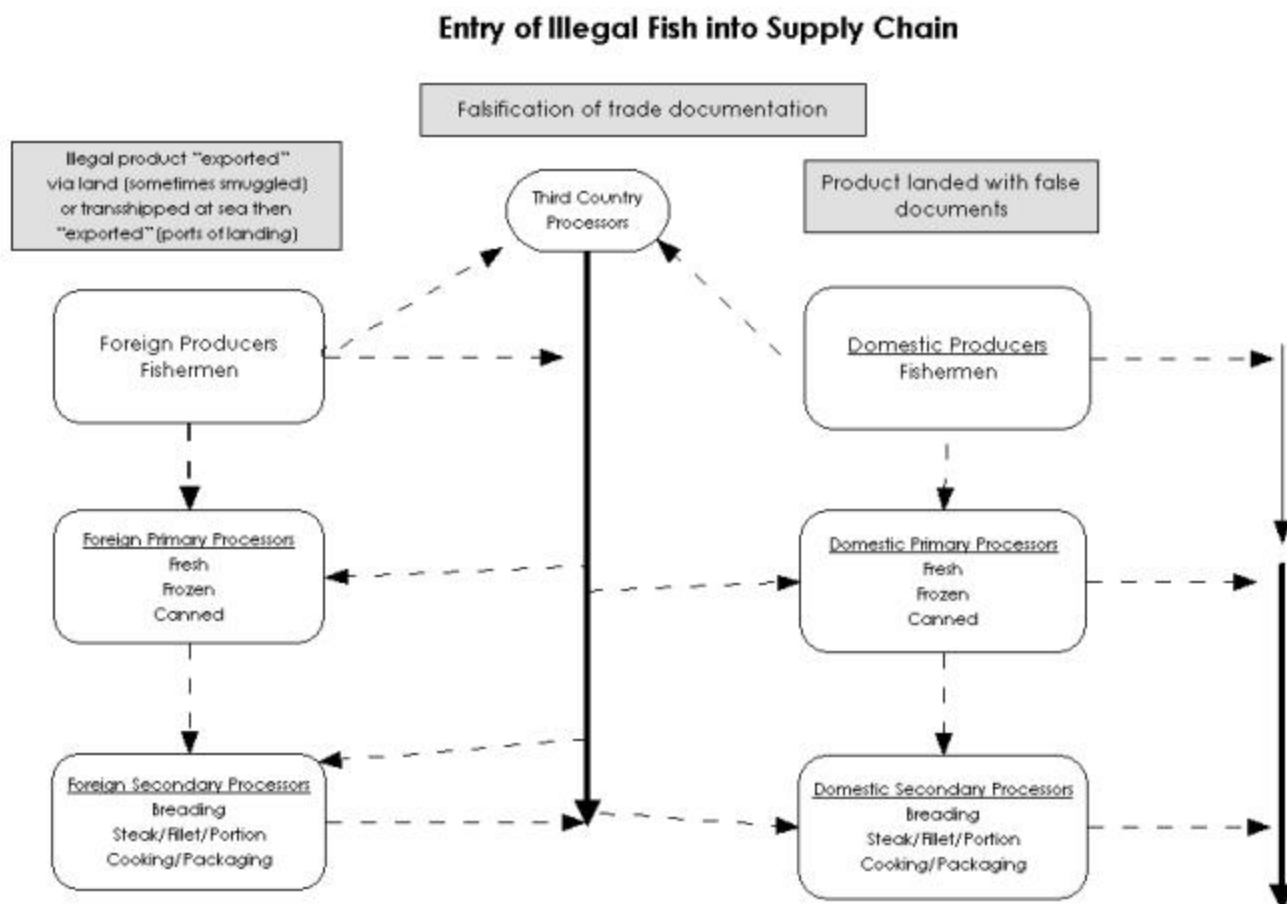 Entry of Illegal Fish into Supply Chain
Falsification of trade documentation
Illegal product "exported"
via land (sometimes smuggled)
or transshipped at sea then
"exported" (ports of landing)
Third Country
Processors
Product landed with false
documents
Foreign Producers
Fishermen
Domestic Producers
Fishermen
Foreign Primary Processors
Fresh
Frozen
Canned
Domestic Primary Processors
Fresh
Frozen
Canned
Foreign Secondary Processors
Breading
Steak/Fillet/Portion
Cooking/Packaging
Domestic Secondary Processors
Breading
Steak/Fillet/Portion
Cooking/Packaging